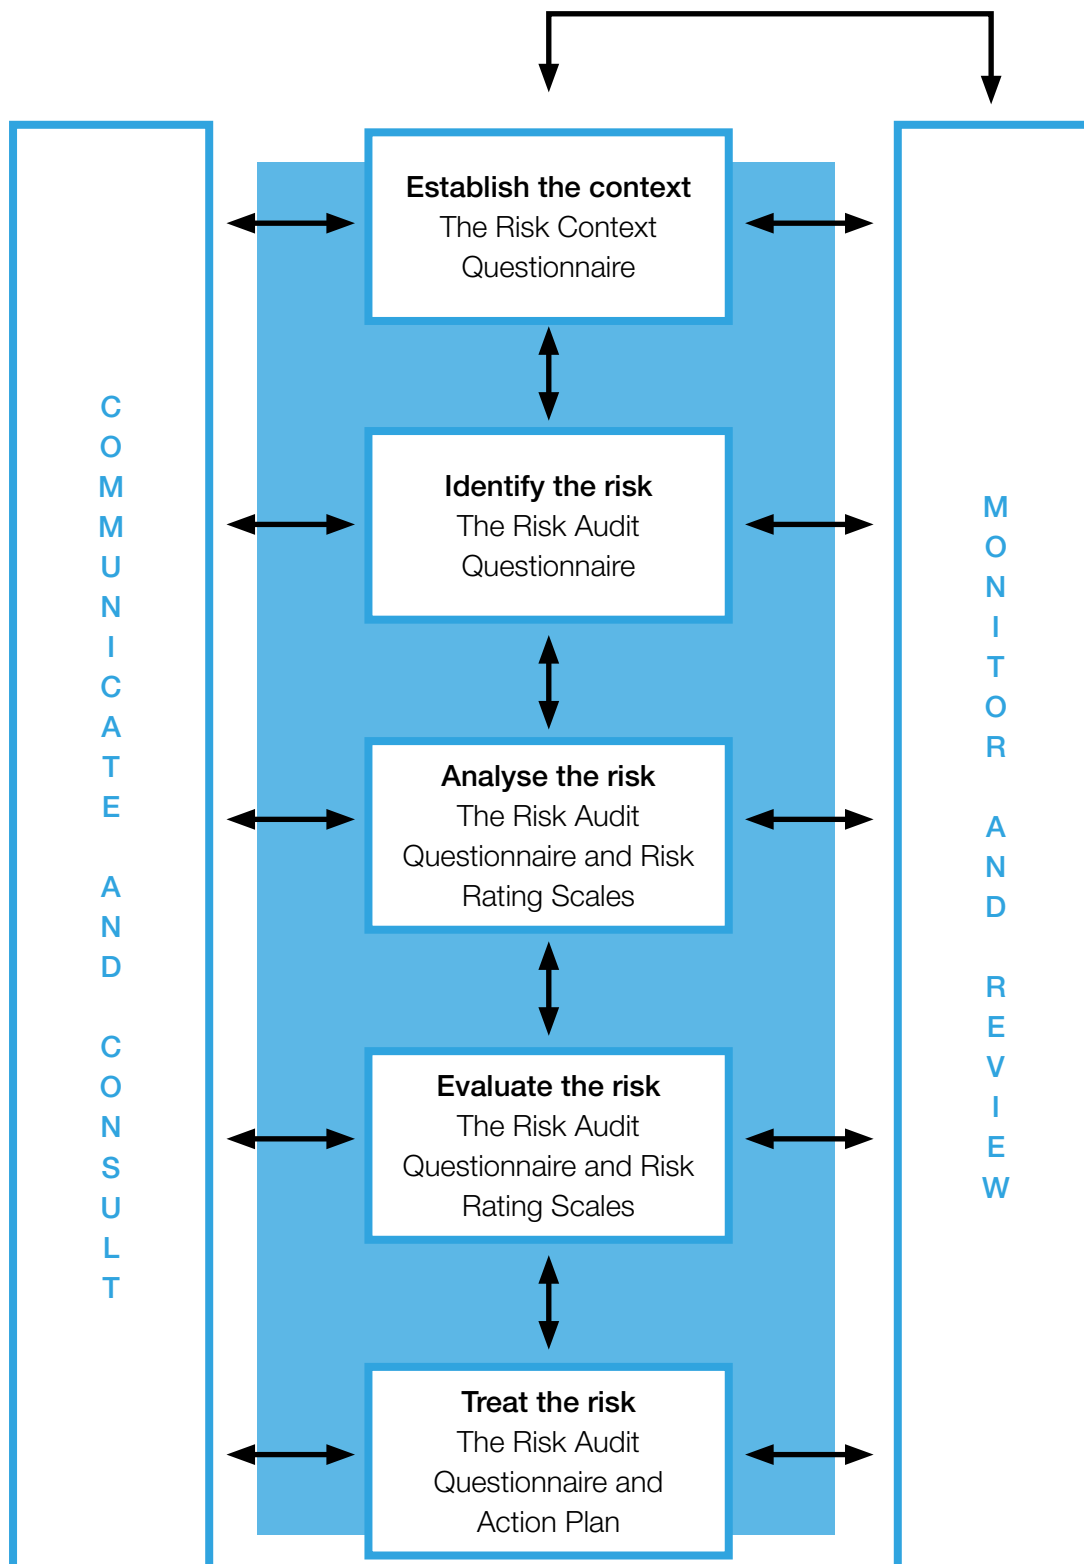 COMMUNICATE AND CONSULT
Establish the context
The Risk Context
Questionnaire
Identify the risk
The Risk Audit
Questionnaire
Analyse the risk
The Risk Audit
Questionnaire and Risk
Rating Scales
Evaluate the risk
The Risk Audit
Questionnaire and Risk
Rating Scales
Treat the risk
The Risk Audit
Questionnaire and
Action Plan
MONITOR AND REVIEW